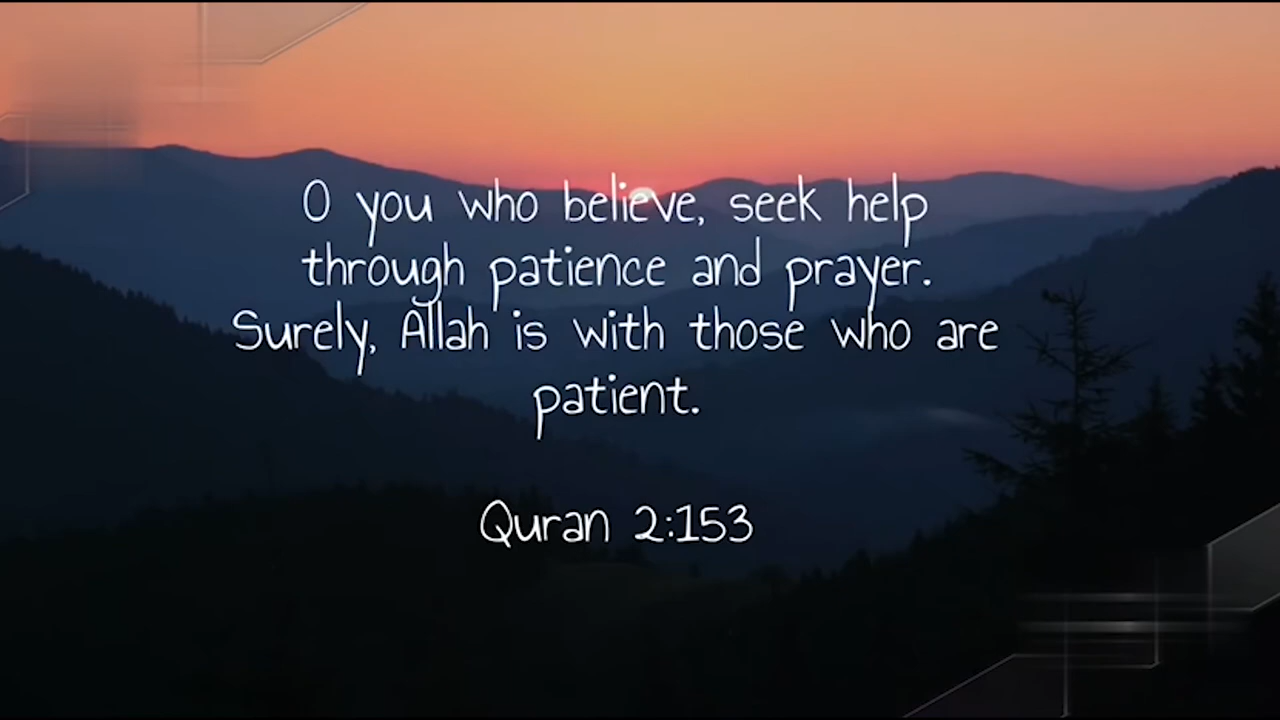 O you who believe, seek help
through patience and prayer.
Surely, Allah is with those who are
patient.
Quran 2:153